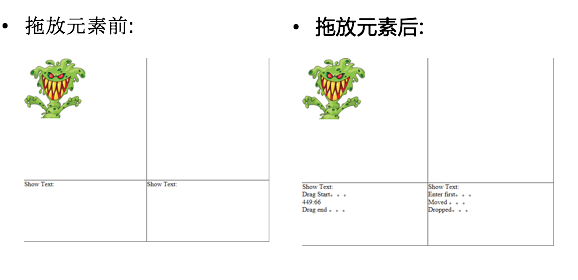 • 拖放元素前:
Show Text:
Show Text:
• 拖放元素后:
Show Text:
Drag Start。。。
449:66
Drag end 。。。
Show Text:
Enter first。。。
Moved 。。。
Dropped。。。